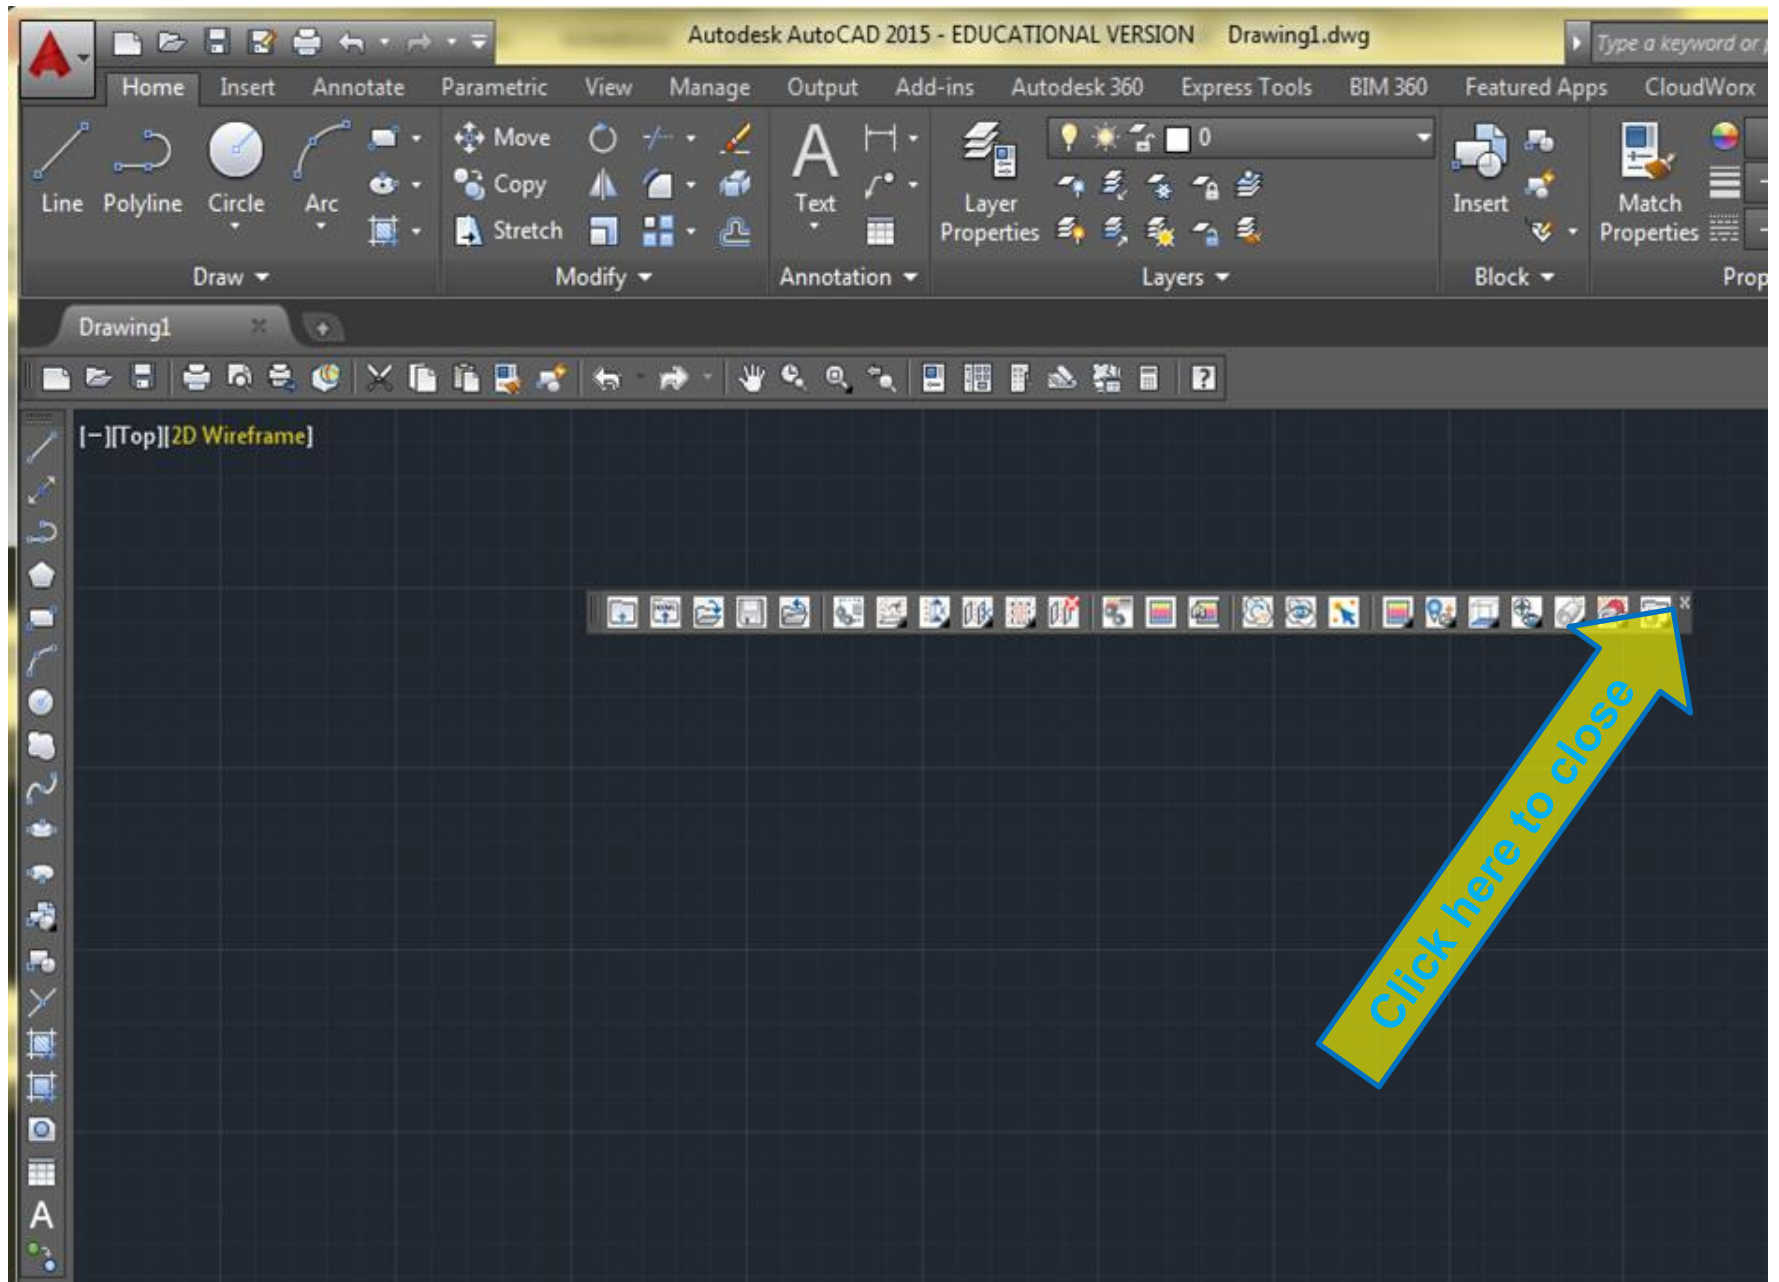 Autodesk AutoCAD 2015 - EDUCATIONAL VERSION Drawing1.dwg
Type a keyword or
Home Insert Annotate Parametric View Manage Output Add-ins Autodesk 360 Express Tools BIM 360 Featured Apps CloudWorx
Line
Polyline
Circle
Arc
Move
Copy
Stretch
A
Text
Layer
Properties
0
Insert
Match
Properties
Draw
Modify
Annotation
Layers
Block
Prop
Drawing1
?
[−][Top][2D Wireframe]
Click here to close
A